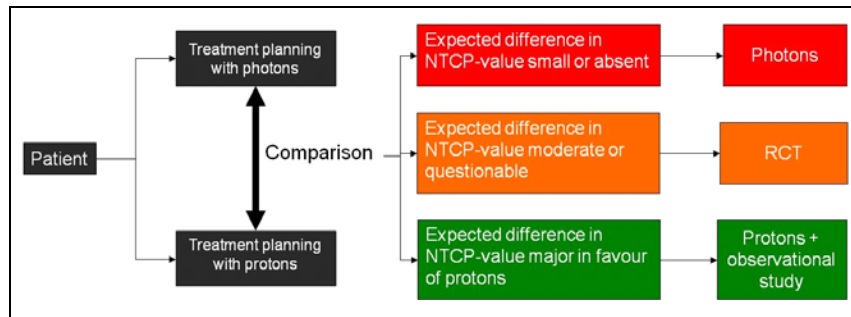 Patient
Treatment planning
with photons
Treatment planning
with protons
Comparison
Expected difference in
NTCP-value small or absent
Photons
Expected difference in
NTCP-value moderate or
questionable
RCT
Expected difference in
NTCP-value major in favour
of protons
Protons +
observational
study